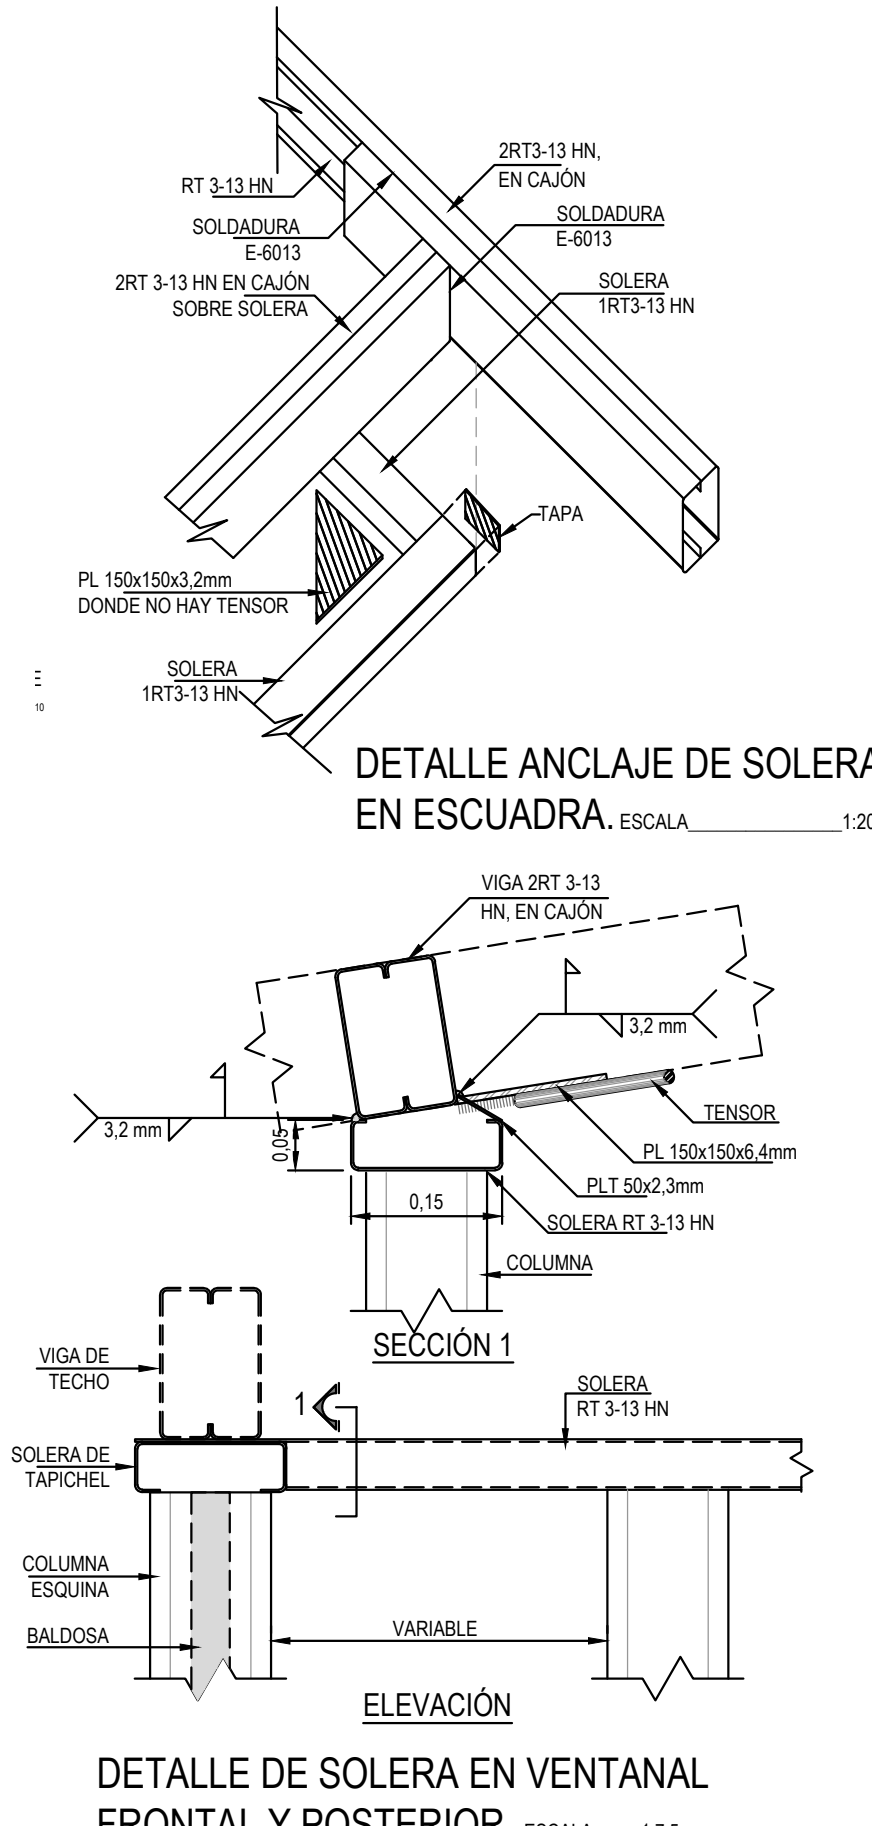 2RT3-13 HN,
EN CAJÓN
RT 3-13 HN
SOLDADURA
E-6013
SOLDADURA
E-6013
2RT 3-13 HN EN CAJÓN
SOBRE SOLERA
SOLERA
1RT3-13 HN
TAPA
PL 150x150x3,2mm
DONDE NO HAY TENSOR
SOLERA
1RT3-13 HN
10
DETALLE ANCLAJE DE SOLERA
EN ESCUADRA. ESCALA_______________1:20
VIGA 2RT 3-13
HN, EN CAJÓN
3,2 mm
3,2 mm
0,05
TENSOR
PL 150x150x6,4mm
PLT 50x2,3mm
0,15
SOLERA RT 3-13 HN
COLUMNA
SECCIÓN 1
VIGA DE
TECHO
1
SOLERA
RT 3-13 HN
SOLERA DE
TAPICHEL
COLUMNA
ESQUINA
BALDOSA
VARIABLE
ELEVACIÓN
DETALLE DE SOLERA EN VENTANAL
FRONTAL Y POSTERIOR